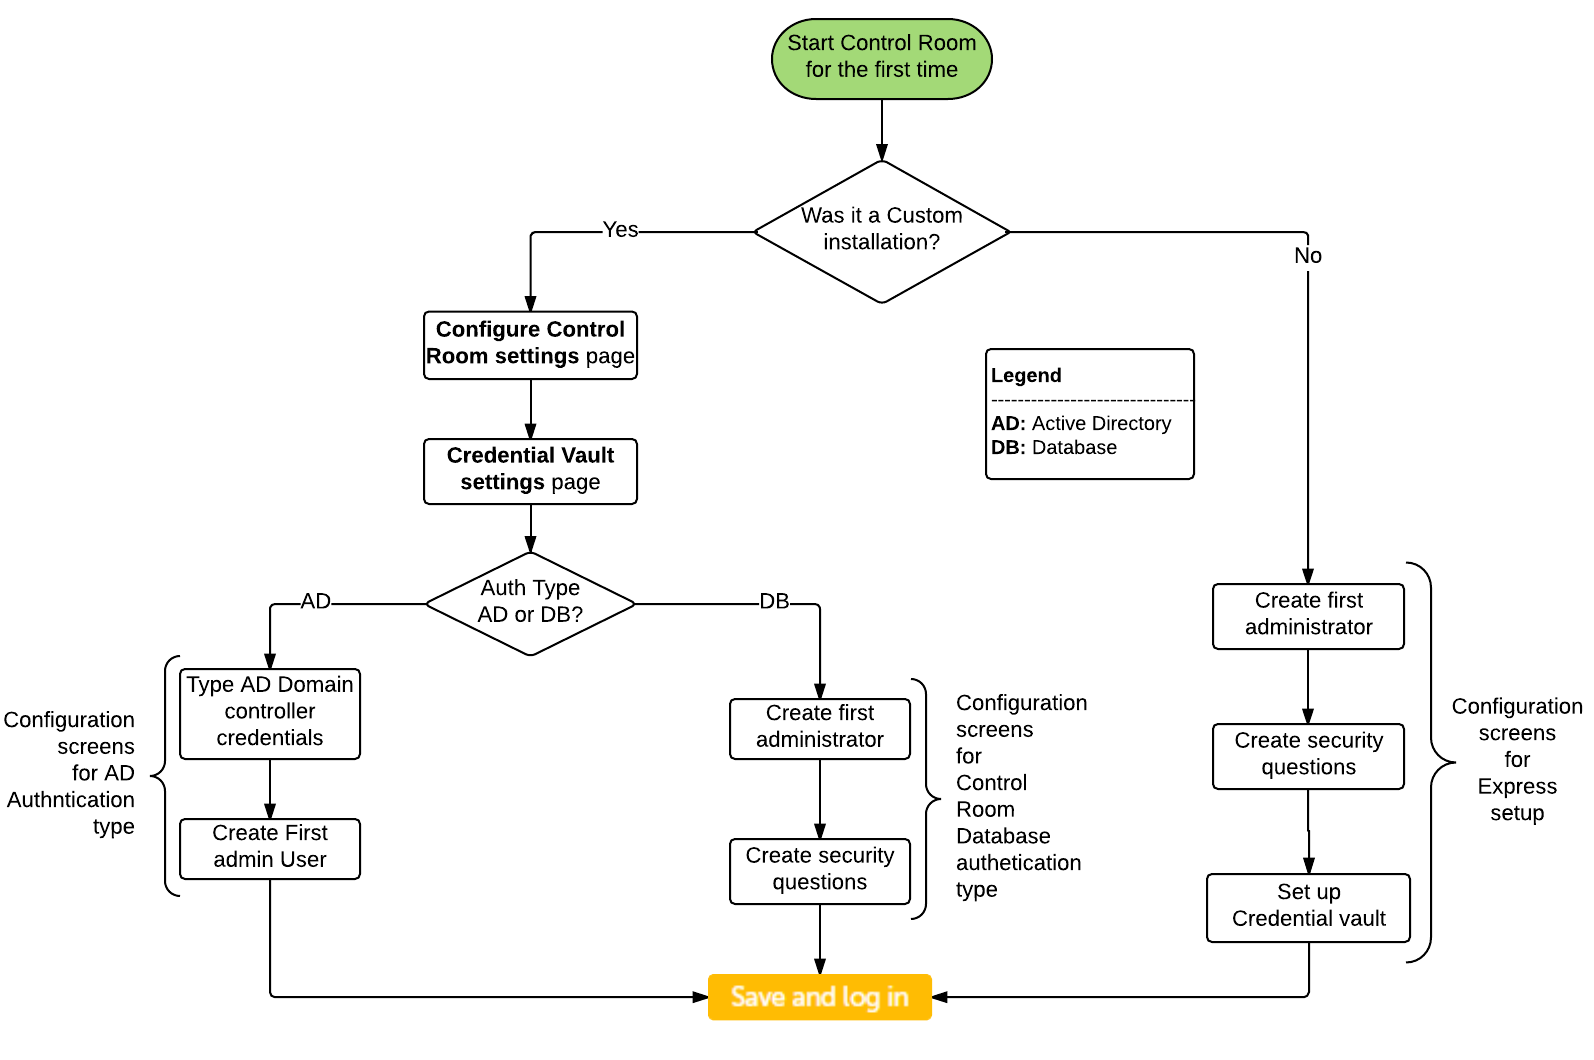 Start Control Room
for the first time
Was it a Custom
installation?
Yes
No
Configure Control
Room settings page
Legend
--------------------------------
AD: Active Directory
DB: Database
Credential Vault
settings page
Auth Type
AD or DB?
AD
DB
Type AD Domain
controller
credentials
Create First
admin User
Configuration
screens
for AD
Authntication
type
Create first
administrator
Create security
questions
Configuration
screens
for
Control
Room
Database
authetication
type
Create first
administrator
Create security
questions
Set up
Credential vault
Configuration
screens
for
Express
setup
Save and log in